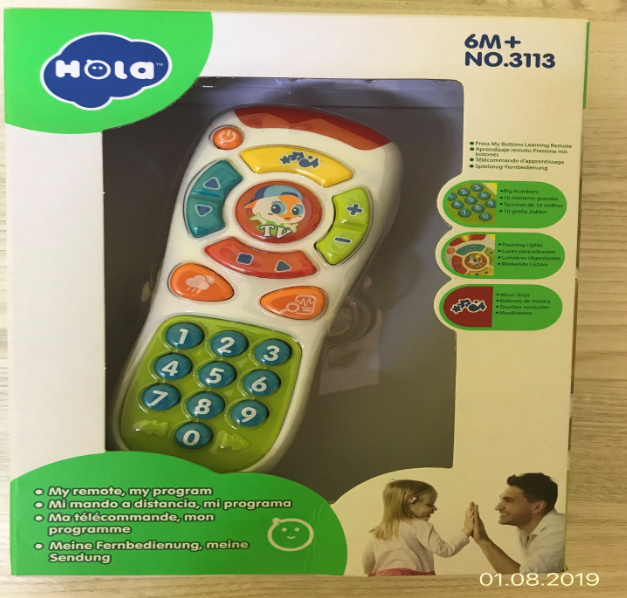 HOLA™
6M+
NO.3113
• Press My Buttons Learning Remote
• Aprendizaje remoto Presiona mis
botones
• Télécommande d'apprentissage
• Spielzeug-Fernbedienung
• Big Numbers
• 10 números grandes
• Touches de 10 chiffres
• 10 große Zahlen
• Flashing Lights
• Luces parpadeantes
• Lumières clignotantes
• Blinkende Lichter
• Music Keys
• Botones de música
• Touches musicales
• Musiktasten
TV
+
−
1 2 3
4 5 6
7 8 9
0
• My remote, my program
• Mi mando a distancia, mi programa
• Ma télécommande, mon
programme
• Meine Fernbedienung, meine
Sendung
01.08.2019